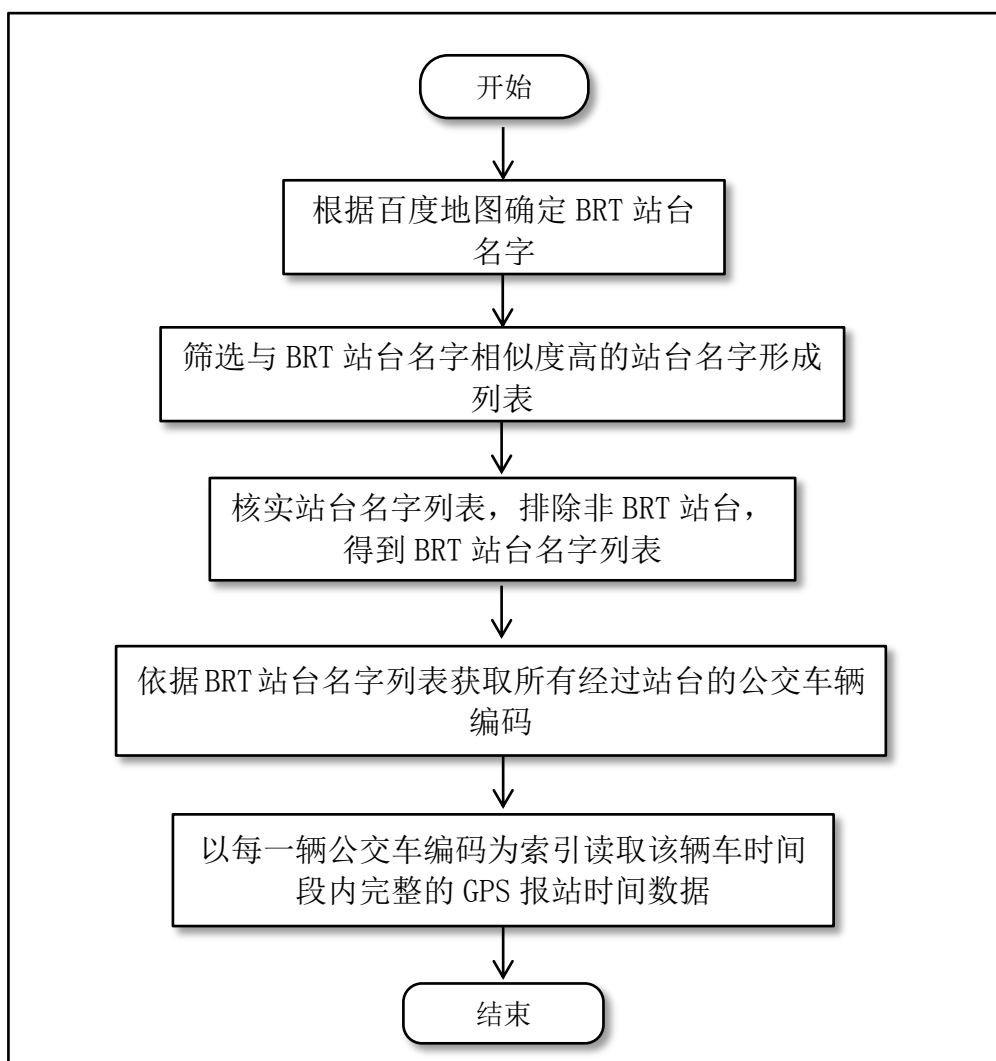 开始
根据百度地图确定 BRT 站台
名字
筛选与 BRT 站台名字相似度高的站台名字形成
列表
核实站台名字列表，排除非 BRT 站台，
得到 BRT 站台名字列表
依据 BRT 站台名字列表获取所有经过站台的公交车辆
编码
以每一辆公交车编码为索引读取该辆车时间
段内完整的 GPS 报站时间数据
结束